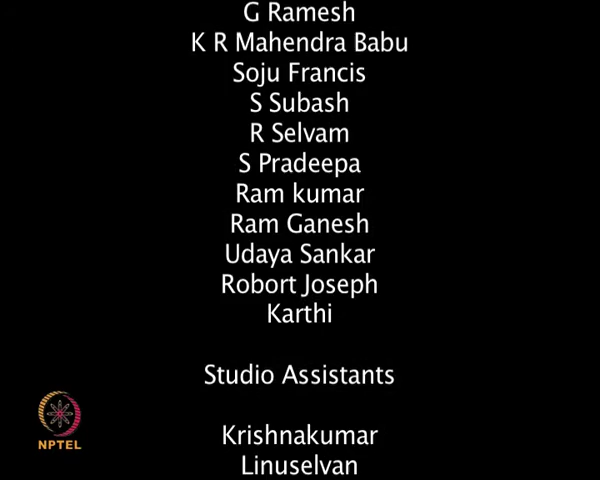 G Ramesh
K R Mahendra Babu
Soju Francis
S Subash
R Selvam
S Pradeepa
Ram kumar
Ram Ganesh
Udaya Sankar
Robort Joseph
Karthi
Studio Assistants
Krishnakumar
Linuselvan
NPTEL